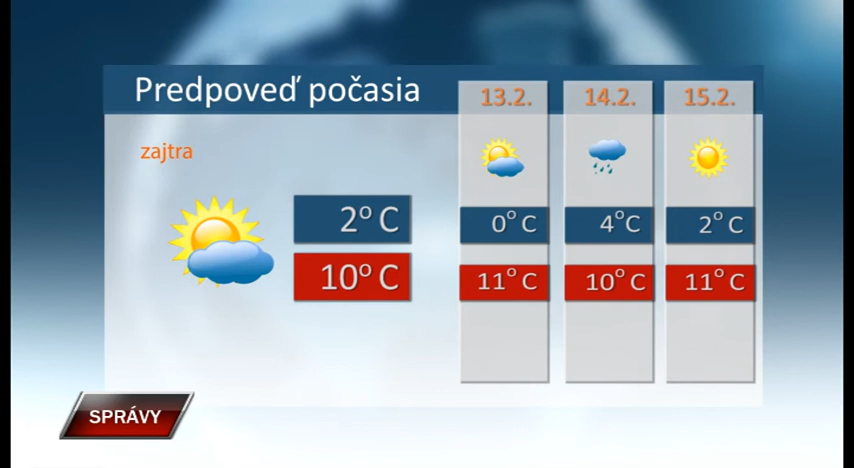 Predpoveď počasia
zajtra
2°C
10°C
13.2. 14.2. 15.2.
0°C 4°C 2°C
11°C 10°C 11°C
SPRÁVY